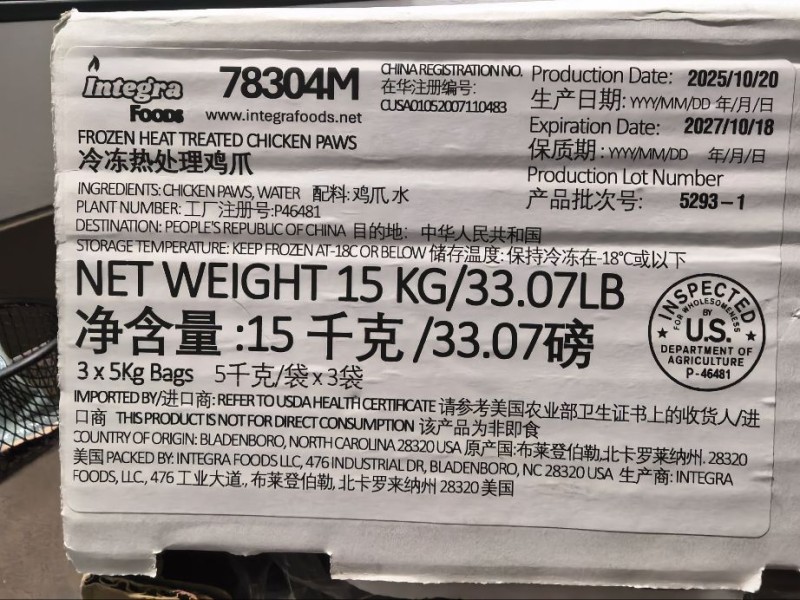 Integra
Foods
78304M
www.integrafoods.net
CHINA REGISTRATION NO.
在华注册编号:
CUSA01052007110483
Production Date: 2025/10/20
生产日期: YYYY/MM/DD 年/月/日
Expiration Date: 2027/10/18
保质期: YYYY/MM/DD 年/月/日
Production Lot Number
产品批次号: 5293-1
FROZEN HEAT TREATED CHICKEN PAWS
冷冻热处理鸡爪
INGREDIENTS: CHICKEN PAWS, WATER 配料: 鸡爪 水
PLANT NUMBER: 工厂注册号:P46481
DESTINATION: PEOPLE'S REPUBLIC OF CHINA 目的地: 中华人民共和国
STORAGE TEMPERATURE: KEEP FROZEN AT-18C OR BELOW 储存温度: 保持冷冻在-18°C或以下
NET WEIGHT 15 KG/33.07LB
净含量 :15 千克 /33.07磅
3 x 5Kg Bags 5千克/袋 x 3袋
INSPECTED
FOR WHOLESOMENESS
BY
U.S.
DEPARTMENT OF
AGRICULTURE
P-46481
IMPORTED BY/进口商: REFER TO USDA HEALTH CERTIFICATE 请参考美国农业部卫生证书上的收货人/进
口商 THIS PRODUCT IS NOT FOR DIRECT CONSUMPTION 该产品为非即食
COUNTRY OF ORIGIN: BLADENBORO, NORTH CAROLINA 28320 USA 原产国:布莱登伯勒, 北卡罗莱纳州. 28320
美国 PACKED BY: INTEGRA FOODS LLC, 476 INDUSTRIAL DR, BLADENBORO, NC 28320 USA 生产商: INTEGRA
FOODS, LLC, 476 工业大道., 布莱登伯勒, 北卡罗来纳州 28320 美国